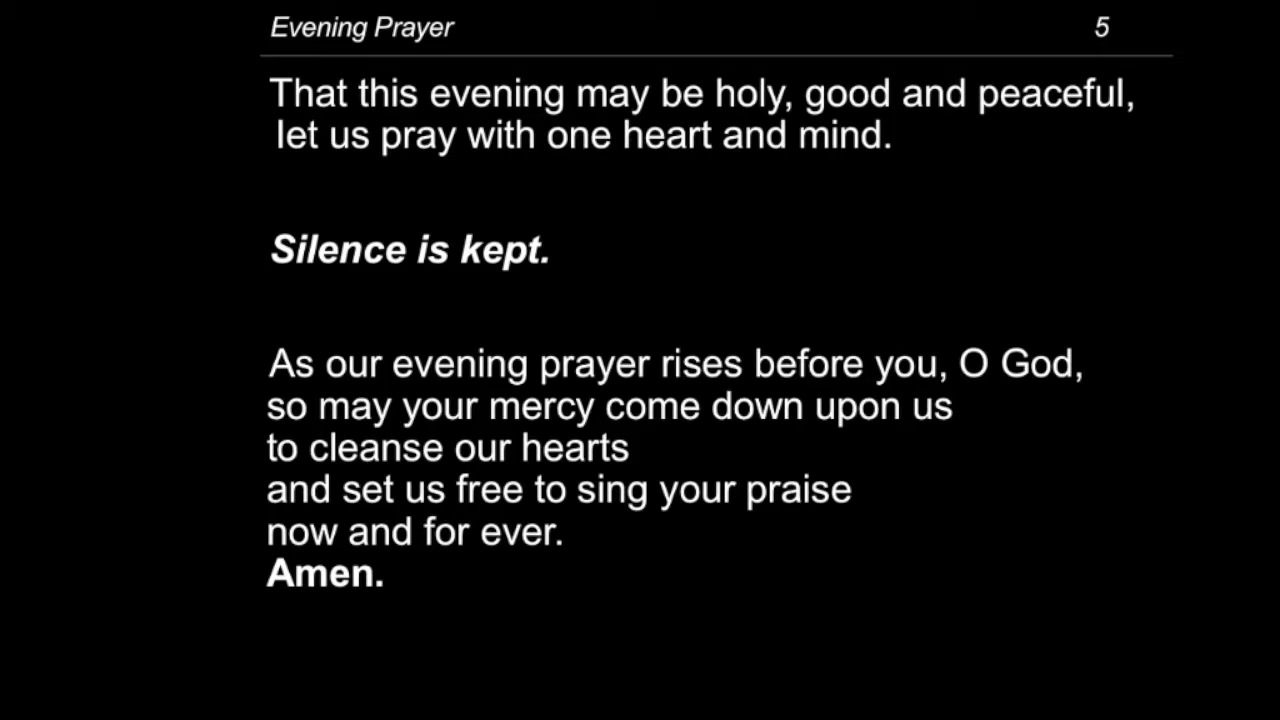 Evening Prayer 5
That this evening may be holy, good and peaceful,
let us pray with one heart and mind.
Silence is kept.
As our evening prayer rises before you, O God,
so may your mercy come down upon us
to cleanse our hearts
and set us free to sing your praise
now and for ever.
Amen.